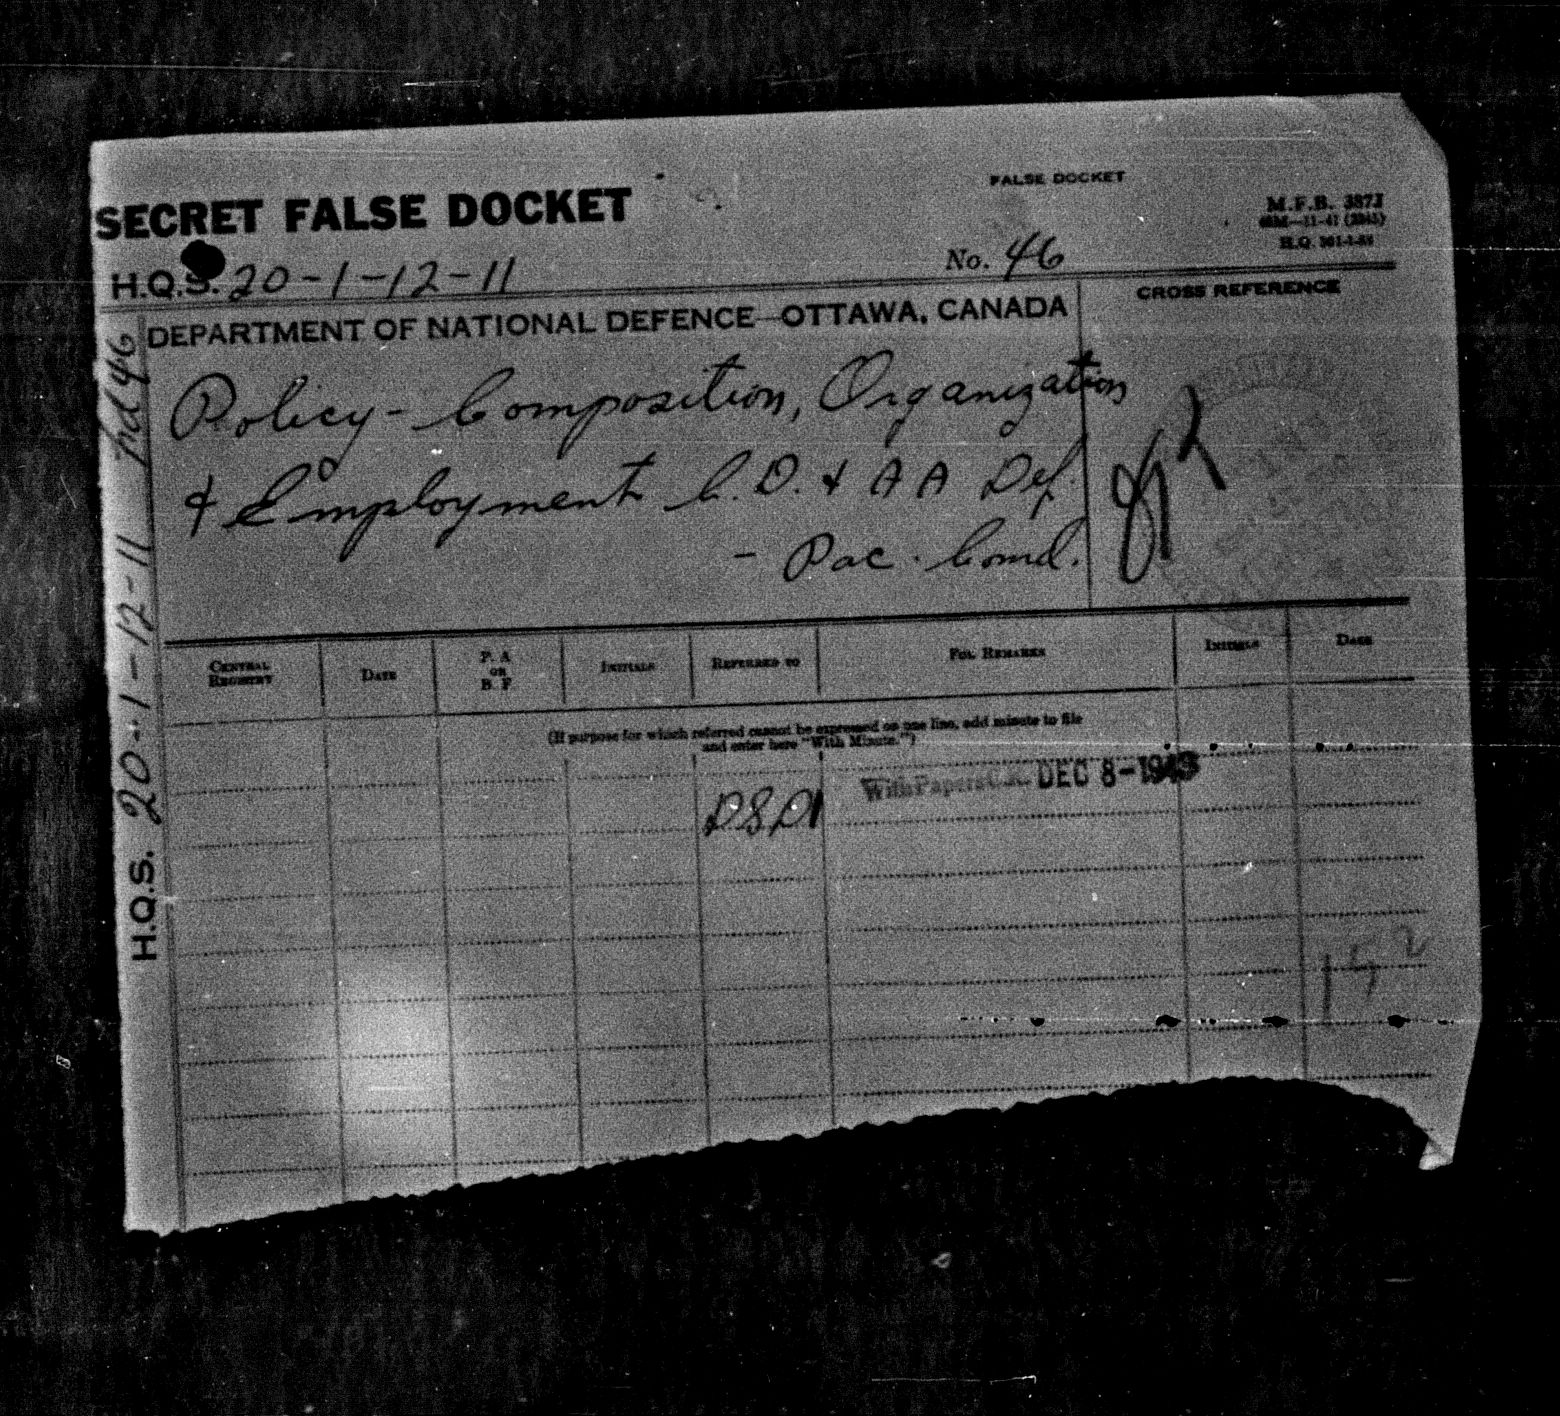 FALSE DOCKET
SECRET FALSE DOCKET
M.F.B. 387J
H.Q.S. 20-1-12-11
No. 46
DEPARTMENT OF NATIONAL DEFENCE—OTTAWA, CANADA
CROSS REFERENCE
Policy - Composition, Organization
& Employment C.D. & A A Def.
- Pac. Comd.
CENTRAL REGISTRY
DATE
P. A
OR
B. F
INITIALS
REFERRED TO
FOR REMARKS
INITIALS
DATE
(If purpose for which referred cannot be expressed on one line, add minute to file
and enter here "With Minute.")
With Papers DEC 8-1943
DSD
H.Q.S. 20-1-12-11